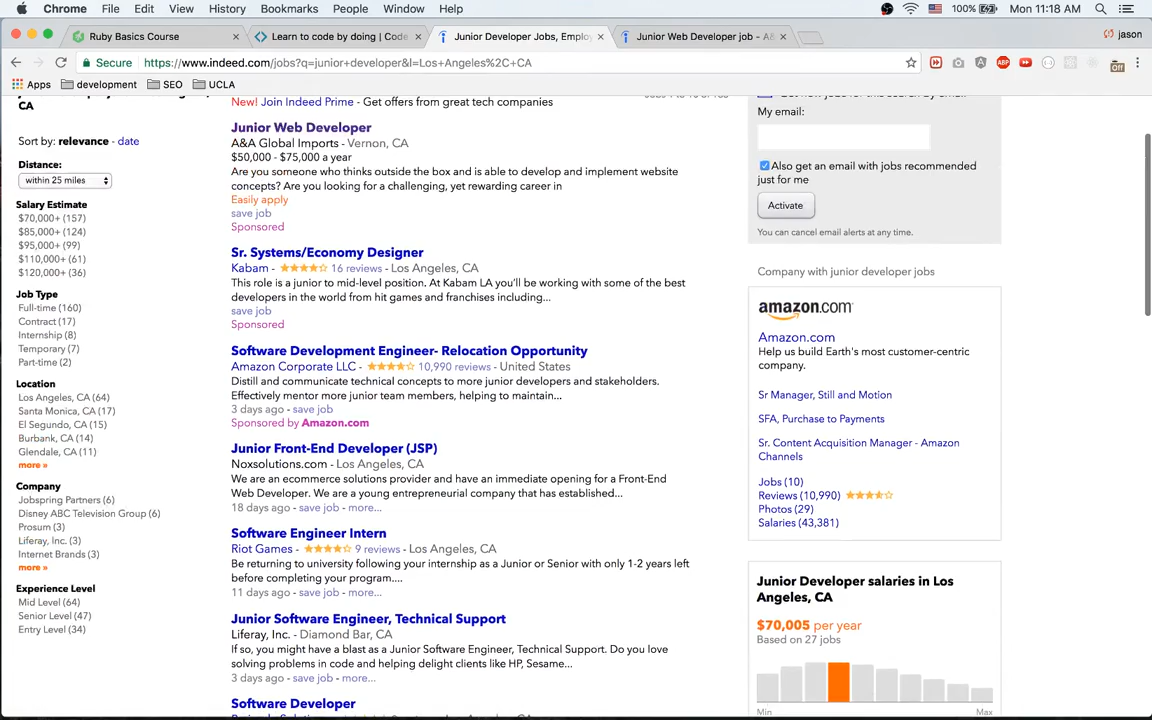 Chrome File Edit View History Bookmarks People Window Help 100% Mon 11:18 AM
Ruby Basics Course × Learn to code by doing | Code × Junior Developer Jobs, Employ × Junior Web Developer job - A& × jason
Secure https://www.indeed.com/jobs?q=junior+developer&l=Los+Angeles%2C+CA Off
Apps development SEO UCLA
CA
Sort by: relevance - date
Distance:
within 25 miles
Salary Estimate
$70,000+ (157)
$85,000+ (124)
$95,000+ (99)
$110,000+ (61)
$120,000+ (36)
Job Type
Full-time (160)
Contract (17)
Internship (8)
Temporary (7)
Part-time (2)
Location
Los Angeles, CA (64)
Santa Monica, CA (17)
El Segundo, CA (15)
Burbank, CA (14)
Glendale, CA (11)
more »
Company
Jobspring Partners (6)
Disney ABC Television Group (6)
Prosum (3)
Liferay, Inc. (3)
Internet Brands (3)
more »
Experience Level
Mid Level (64)
Senior Level (47)
Entry Level (34)
New! Join Indeed Prime - Get offers from great tech companies
Junior Web Developer
A&A Global Imports - Vernon, CA
$50,000 - $75,000 a year
Are you someone who thinks outside the box and is able to develop and implement website
concepts? Are you looking for a challenging, yet rewarding career in
Easily apply
save job
Sponsored
Sr. Systems/Economy Designer
Kabam - 16 reviews - Los Angeles, CA
This role is a junior to mid-level position. At Kabam LA you'll be working with some of the best
developers in the world from hit games and franchises including...
save job
Sponsored
Software Development Engineer- Relocation Opportunity
Amazon Corporate LLC - 10,990 reviews - United States
Distill and communicate technical concepts to more junior developers and stakeholders.
Effectively mentor more junior team members, helping to maintain...
3 days ago - save job
Sponsored by Amazon.com
Junior Front-End Developer (JSP)
Noxsolutions.com - Los Angeles, CA
We are an ecommerce solutions provider and have an immediate opening for a Front-End
Web Developer. We are a young entrepreneurial company that has established...
18 days ago - save job - more...
Software Engineer Intern
Riot Games - 9 reviews - Los Angeles, CA
Be returning to university following your internship as a Junior or Senior with only 1-2 years left
before completing your program....
11 days ago - save job - more...
Junior Software Engineer, Technical Support
Liferay, Inc. - Diamond Bar, CA
If so, you might have a blast as a Junior Software Engineer, Technical Support. Do you love
solving problems in code and helping delight clients like HP, Sesame...
3 days ago - save job - more...
Software Developer
My email:
Also get an email with jobs recommended
just for me
Activate
You can cancel email alerts at any time.
Company with junior developer jobs
amazon.com
Amazon.com
Help us build Earth's most customer-centric
company.
Sr Manager, Still and Motion
SFA, Purchase to Payments
Sr. Content Acquisition Manager - Amazon
Channels
Jobs (10)
Reviews (10,990)
Photos (29)
Salaries (43,381)
Junior Developer salaries in Los
Angeles, CA
$70,005 per year
Based on 27 jobs
Min Max